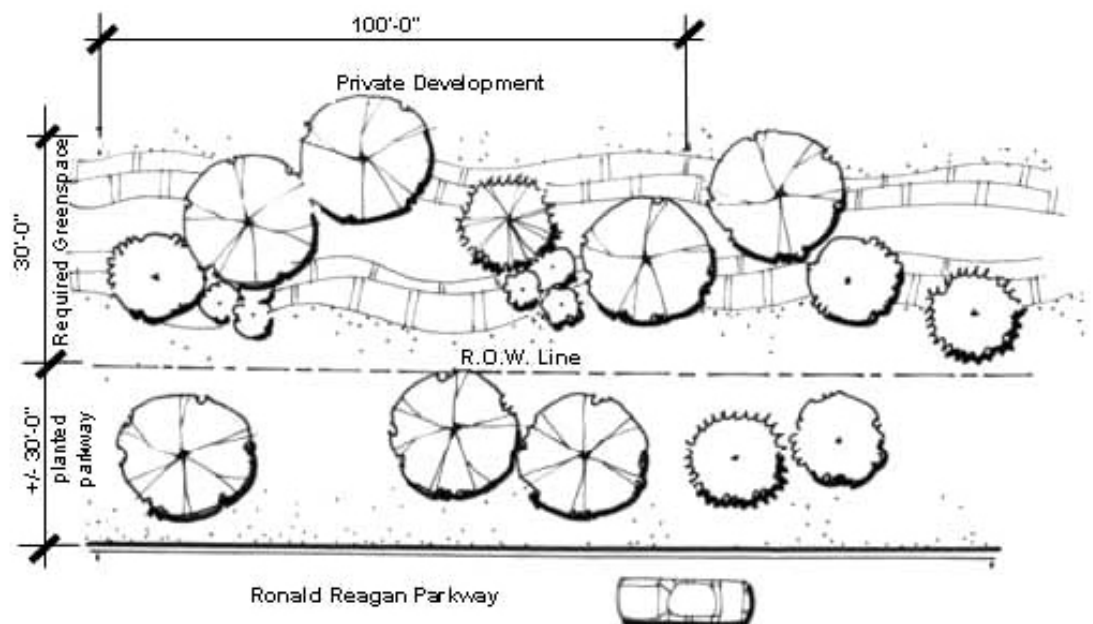 100'-0"
Private Development
30'-0"
Required Greenspace
R.O.W. Line
+/- 30'-0"
planted
parkway
Ronald Reagan Parkway